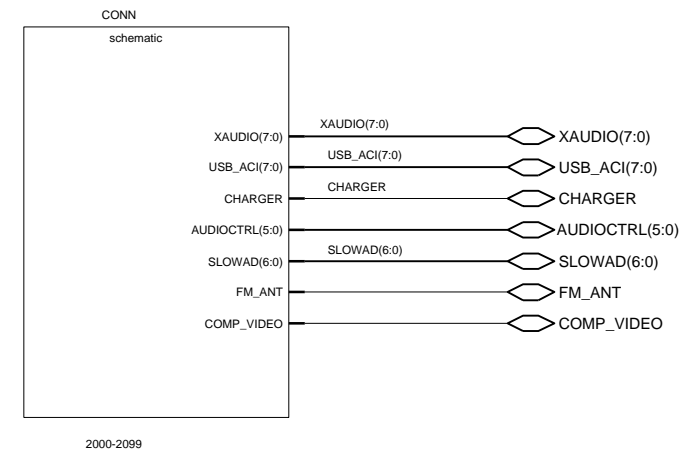 CONN
schematic
XAUDIO(7:0) XAUDIO(7:0) XAUDIO(7:0)
USB_ACI(7:0) USB_ACI(7:0) USB_ACI(7:0)
CHARGER CHARGER CHARGER
AUDIOCTRL(5:0) AUDIOCTRL(5:0)
SLOWAD(6:0) SLOWAD(6:0) SLOWAD(6:0)
FM_ANT FM_ANT
COMP_VIDEO COMP_VIDEO
2000-2099